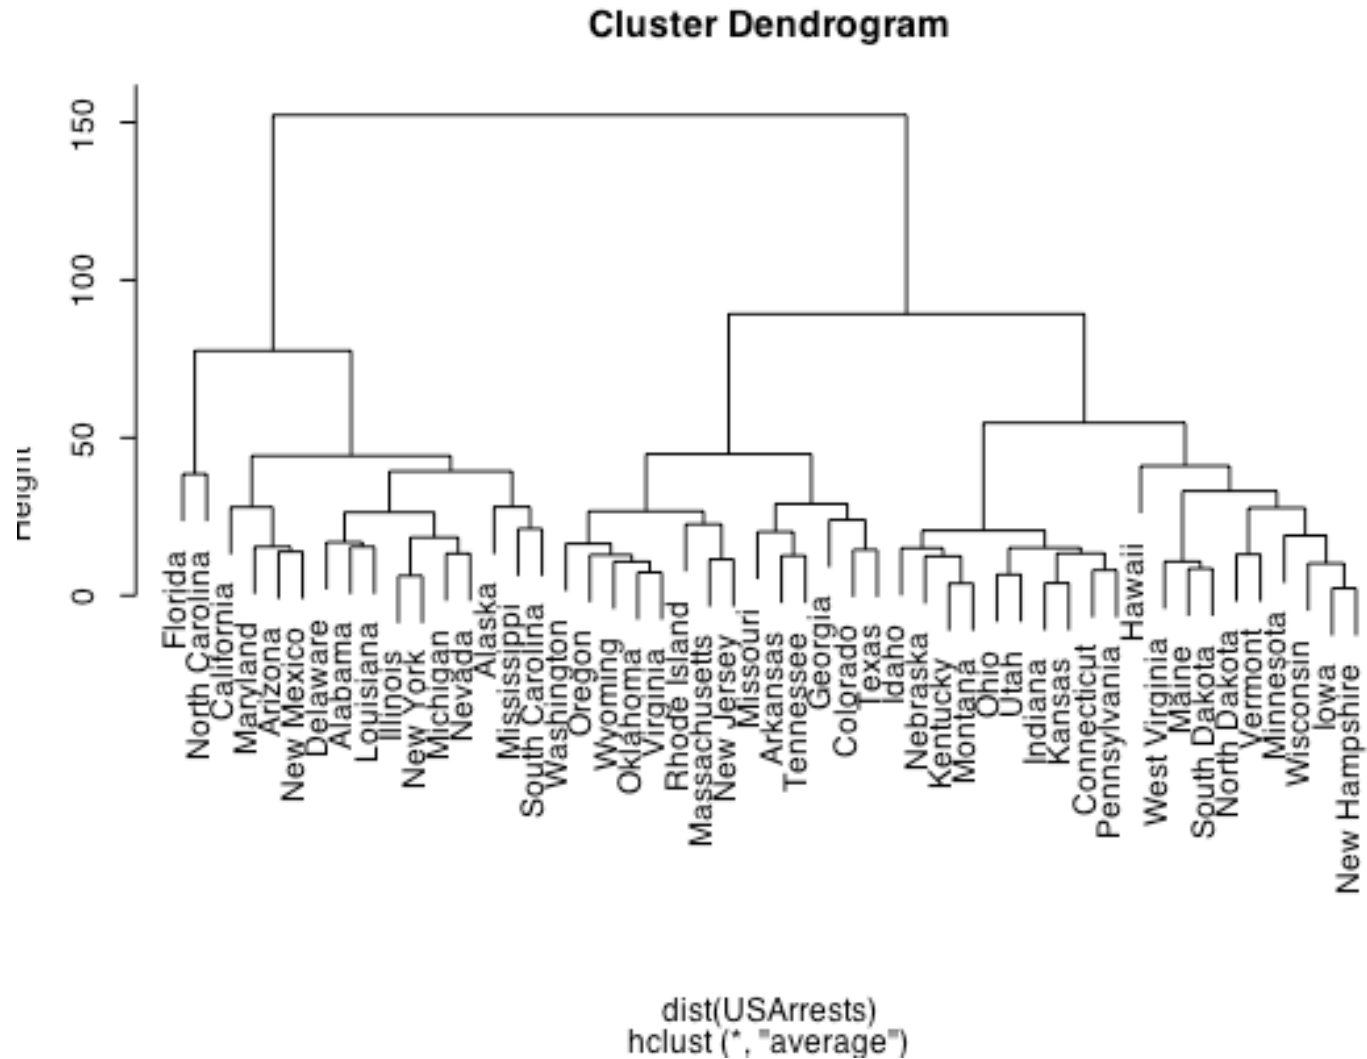 Cluster Dendrogram
150
100
50
0
Height
Florida
North Carolina
California
Maryland
Arizona
New Mexico
Delaware
Alabama
Louisiana
Illinois
New York
Michigan
Nevada
Alaska
Mississippi
South Carolina
Washington
Oregon
Wyoming
Oklahoma
Virginia
Rhode Island
Massachusetts
New Jersey
Missouri
Arkansas
Tennessee
Georgia
Colorado
Texas
Idaho
Nebraska
Kentucky
Montana
Ohio
Utah
Indiana
Kansas
Connecticut
Pennsylvania
Hawaii
West Virginia
Maine
South Dakota
North Dakota
Vermont
Minnesota
Wisconsin
Iowa
New Hampshire
dist(USArrests)
hclust (*, "average")